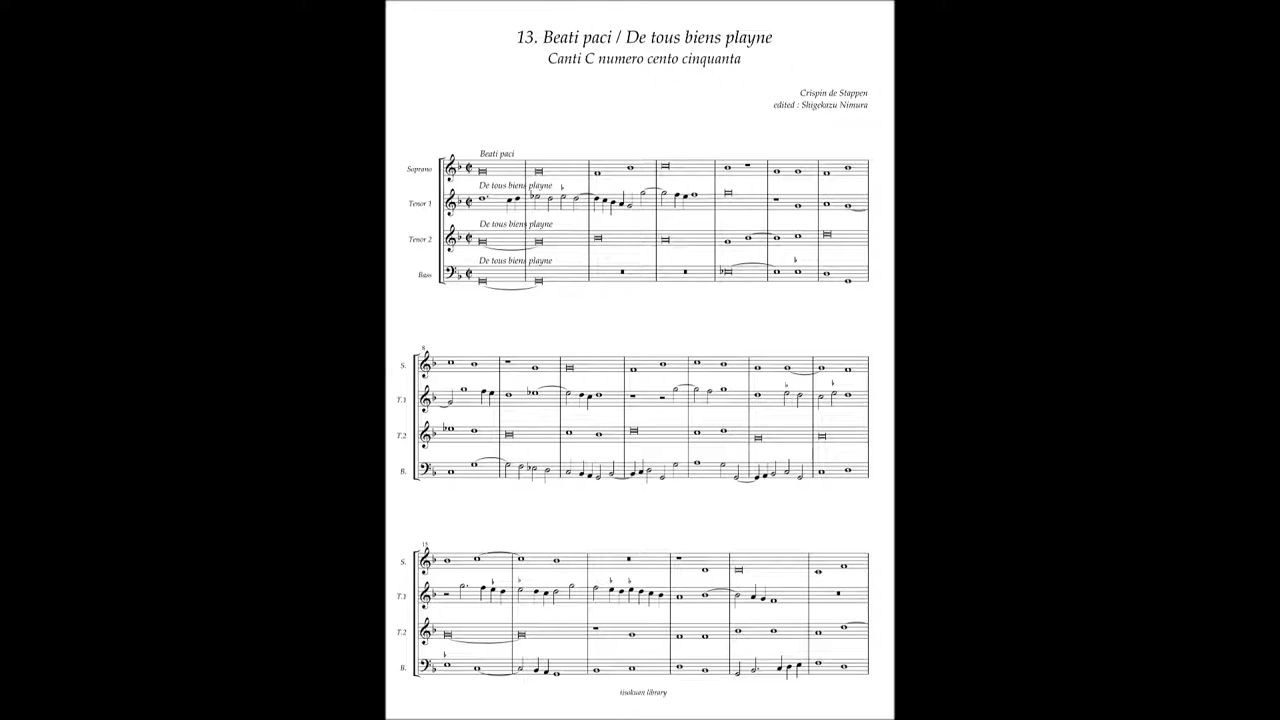 13. Beati paci / De tous biens playne
Canti C numero cento cinquanta
Crispin de Stappen
edited : Shigekazu Nimura
Beati paci
Soprano
De tous biens playne
Tenor 1
De tous biens playne
Tenor 2
De tous biens playne
Bass
8
S.
T.1
T.2
B.
15
S.
T.1
T.2
B.
tisokuan library